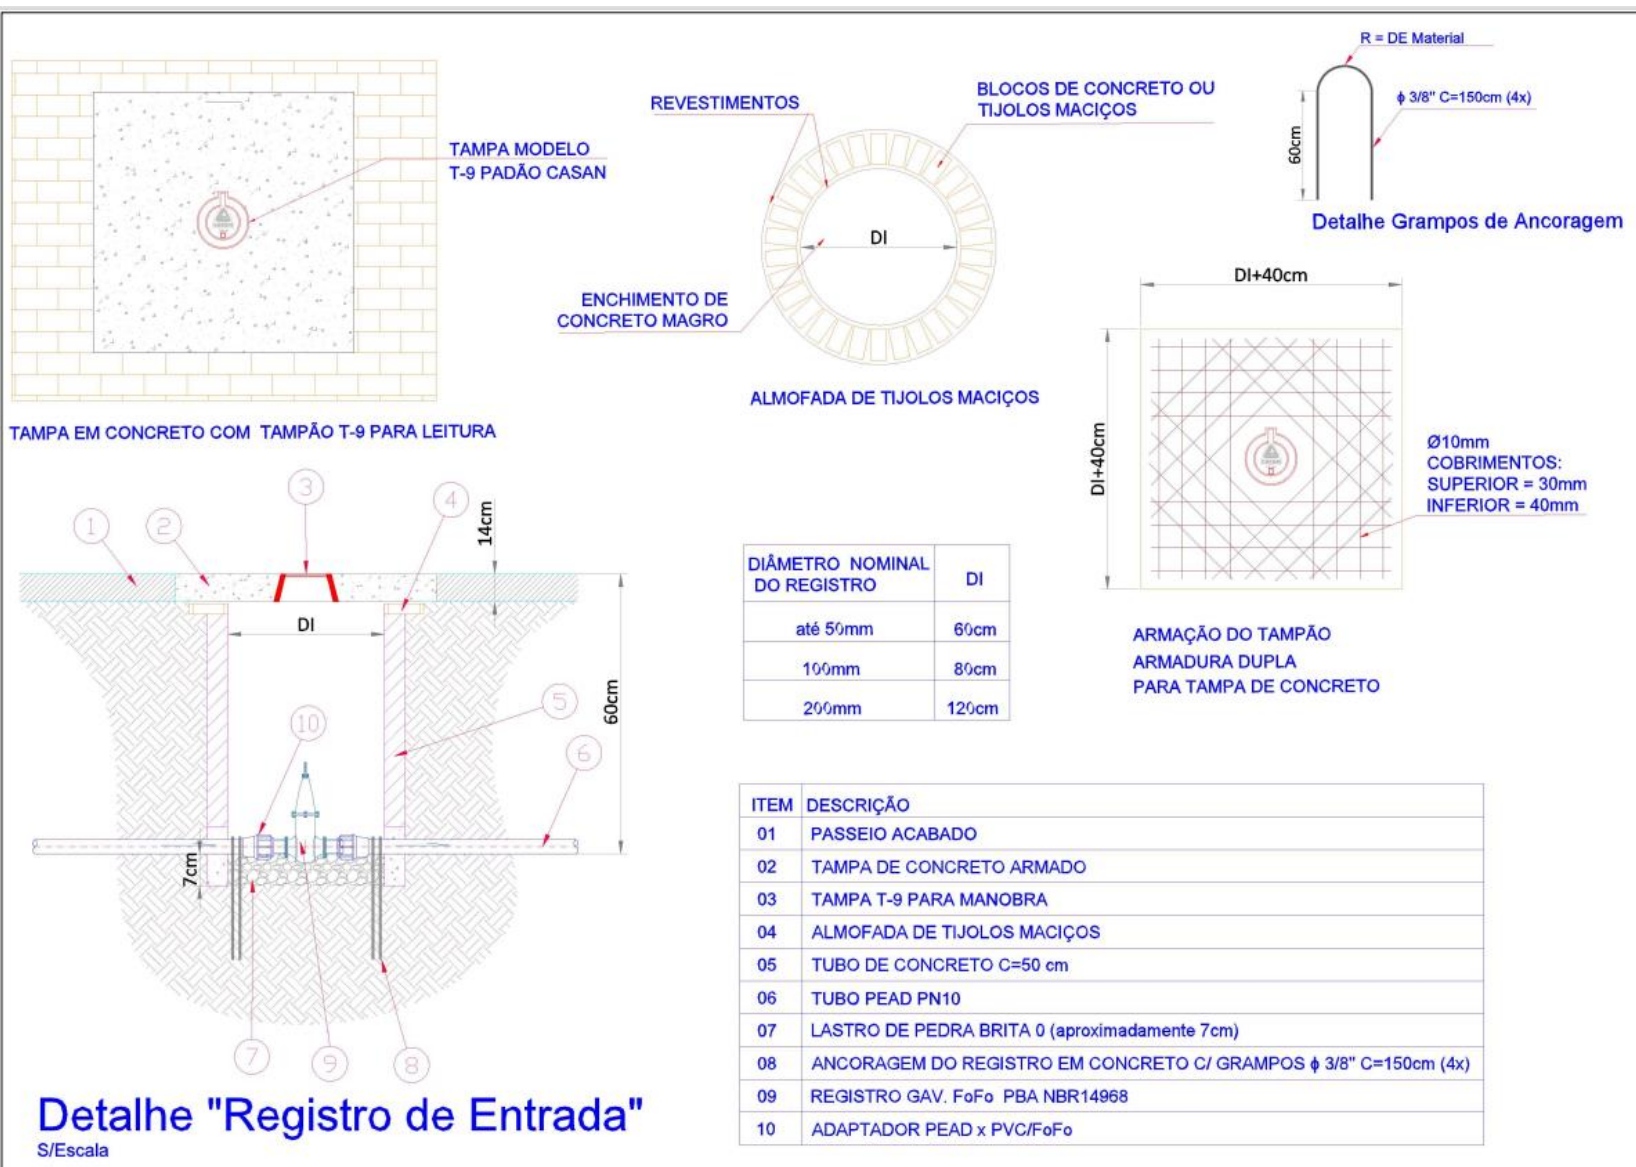 TAMPA MODELO
T-9 PADÃO CASAN
TAMPA EM CONCRETO COM TAMPÃO T-9 PARA LEITURA
REVESTIMENTOS
BLOCOS DE CONCRETO OU
TIJOLOS MACIÇOS
DI
ENCHIMENTO DE
CONCRETO MAGRO
ALMOFADA DE TIJOLOS MACIÇOS
R = DE Material
ϕ 3/8" C=150cm (4x)
60cm
Detalhe Grampos de Ancoragem
DI+40cm
DI+40cm
Ø10mm
COBRIMENTOS:
SUPERIOR = 30mm
INFERIOR = 40mm
ARMAÇÃO DO TAMPÃO
ARMADURA DUPLA
PARA TAMPA DE CONCRETO
1
2
3
4
14cm
DI
5
60cm
6
10
7cm
7
9
8
DIÂMETRO NOMINAL DO REGISTRO DI
até 50mm 60cm
100mm 80cm
200mm 120cm
ITEM DESCRIÇÃO
01 PASSEIO ACABADO
02 TAMPA DE CONCRETO ARMADO
03 TAMPA T-9 PARA MANOBRA
04 ALMOFADA DE TIJOLOS MACIÇOS
05 TUBO DE CONCRETO C=50 cm
06 TUBO PEAD PN10
07 LASTRO DE PEDRA BRITA 0 (aproximadamente 7cm)
08 ANCORAGEM DO REGISTRO EM CONCRETO C/ GRAMPOS ϕ 3/8" C=150cm (4x)
09 REGISTRO GAV. FoFo PBA NBR14968
10 ADAPTADOR PEAD x PVC/FoFo
Detalhe "Registro de Entrada"
S/Escala